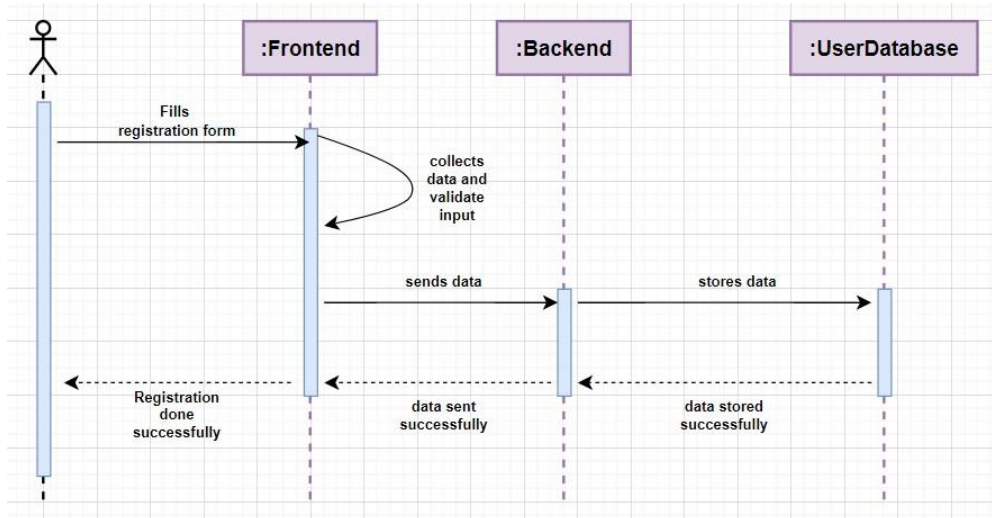 :Frontend
:Backend
:UserDatabase
Fills
registration form
collects
data and
validate
input
sends data
stores data
Registration
done
successfully
data sent
successfully
data stored
successfully